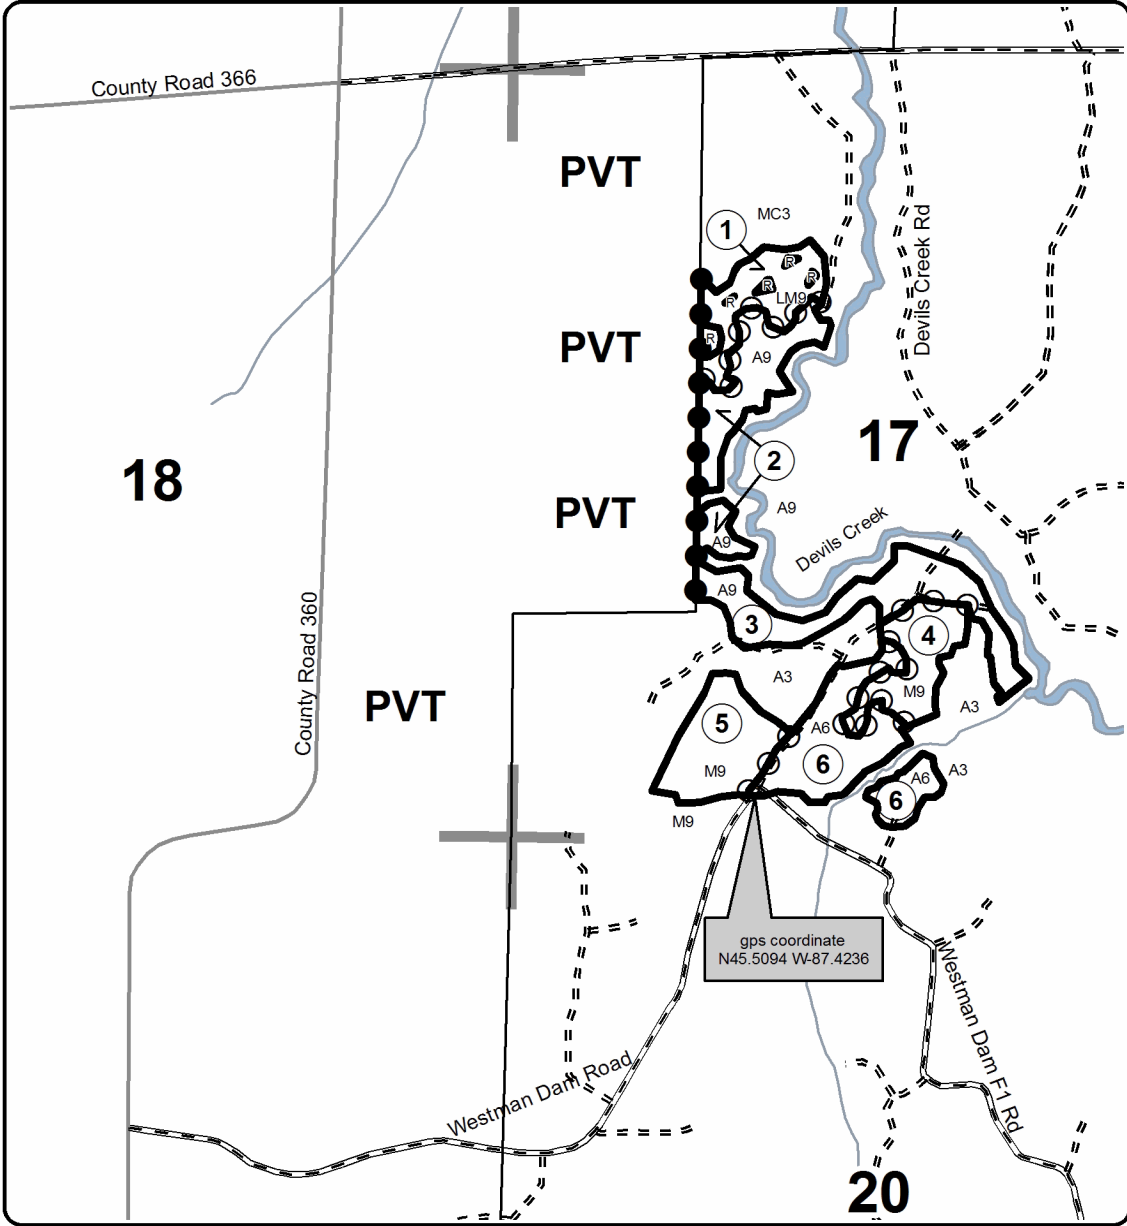 County Road 366
PVT
MC3
1
R
R
R
R
LM9
Devils Creek Rd
R
PVT
A9
17
2
18
A9
PVT
Devils Creek
A9
A9
3
4
County Road 360
A3
M9
PVT
A3
5
A6
6
M9
A3
A6
6
M9
gps coordinate
N45.5094 W-87.4236
Westman Dam F1 Rd
Westman Dam Road
20